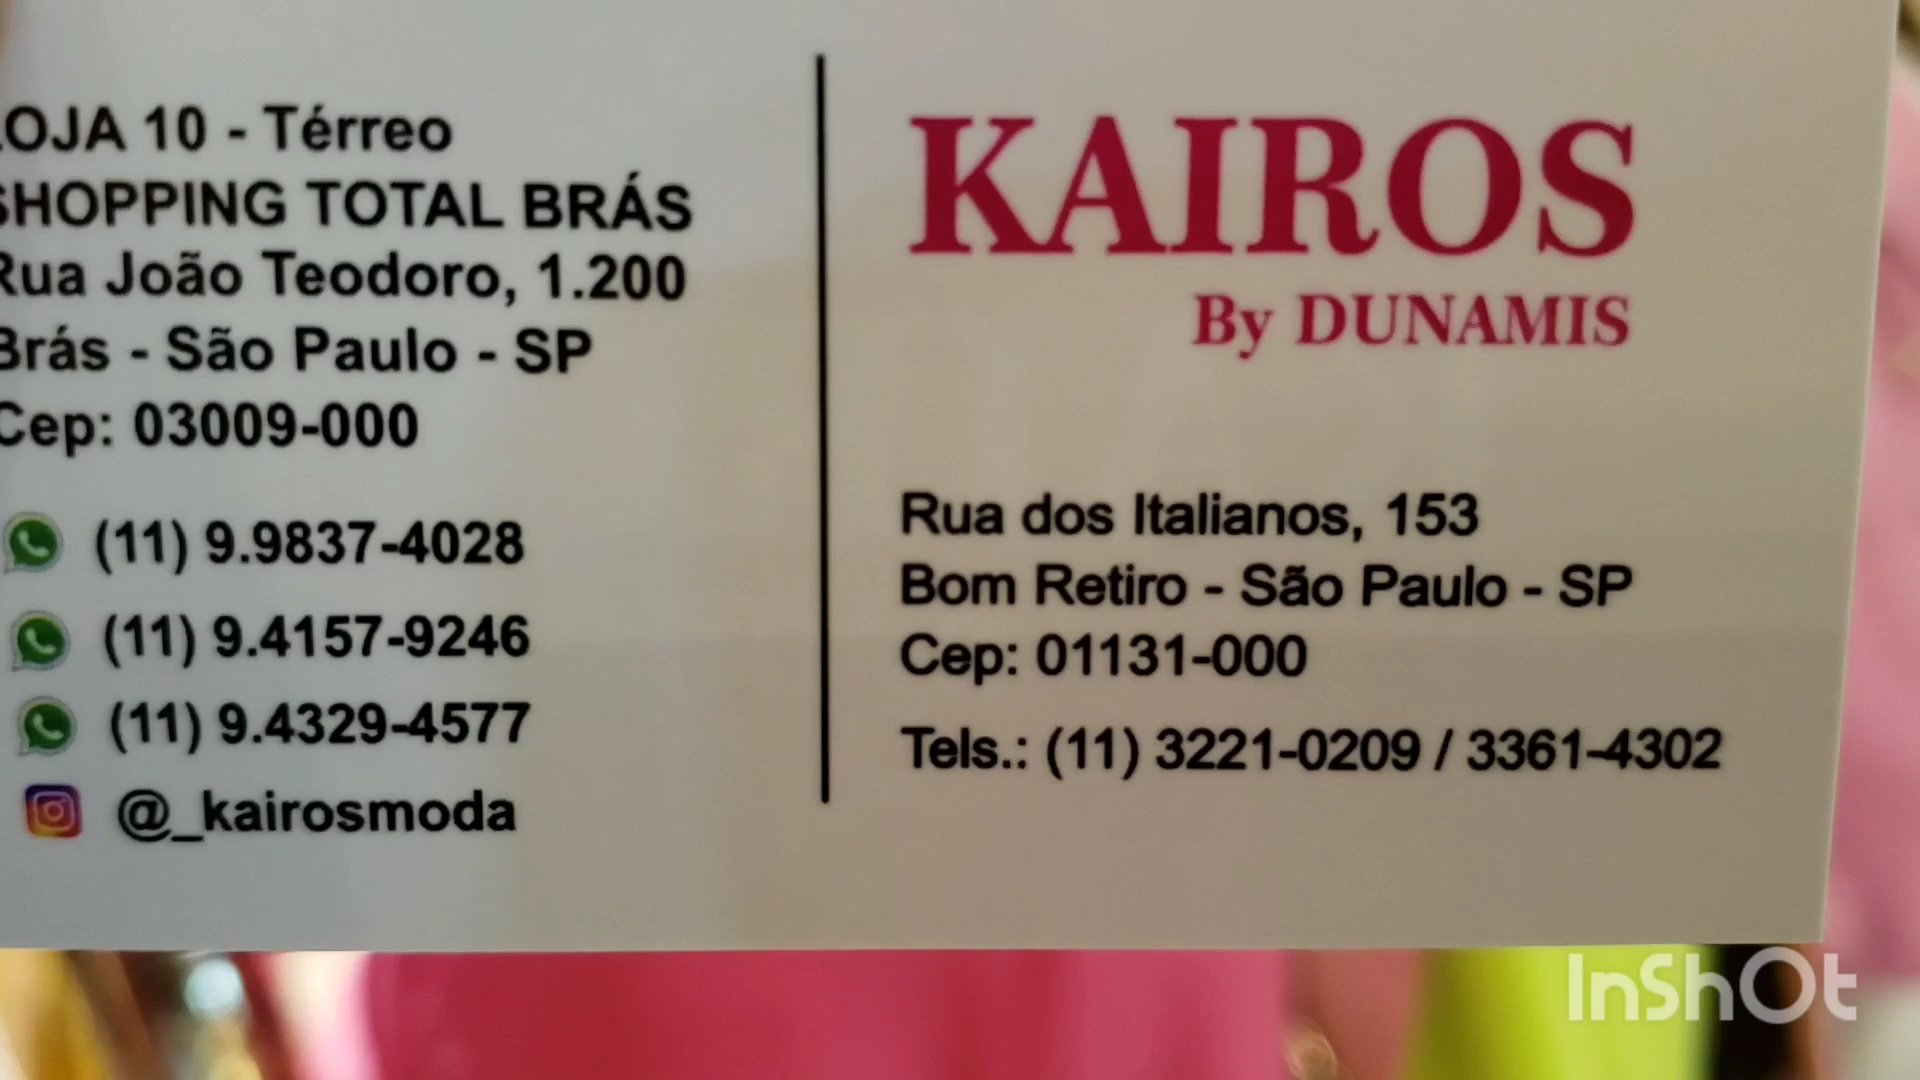 LOJA 10 - Térreo
SHOPPING TOTAL BRÁS
Rua João Teodoro, 1.200
Brás - São Paulo - SP
Cep: 03009-000
(11) 9.9837-4028
(11) 9.4157-9246
(11) 9.4329-4577
@_kairosmoda
KAIROS
By DUNAMIS
Rua dos Italianos, 153
Bom Retiro - São Paulo - SP
Cep: 01131-000
Tels.: (11) 3221-0209 / 3361-4302
InShOt